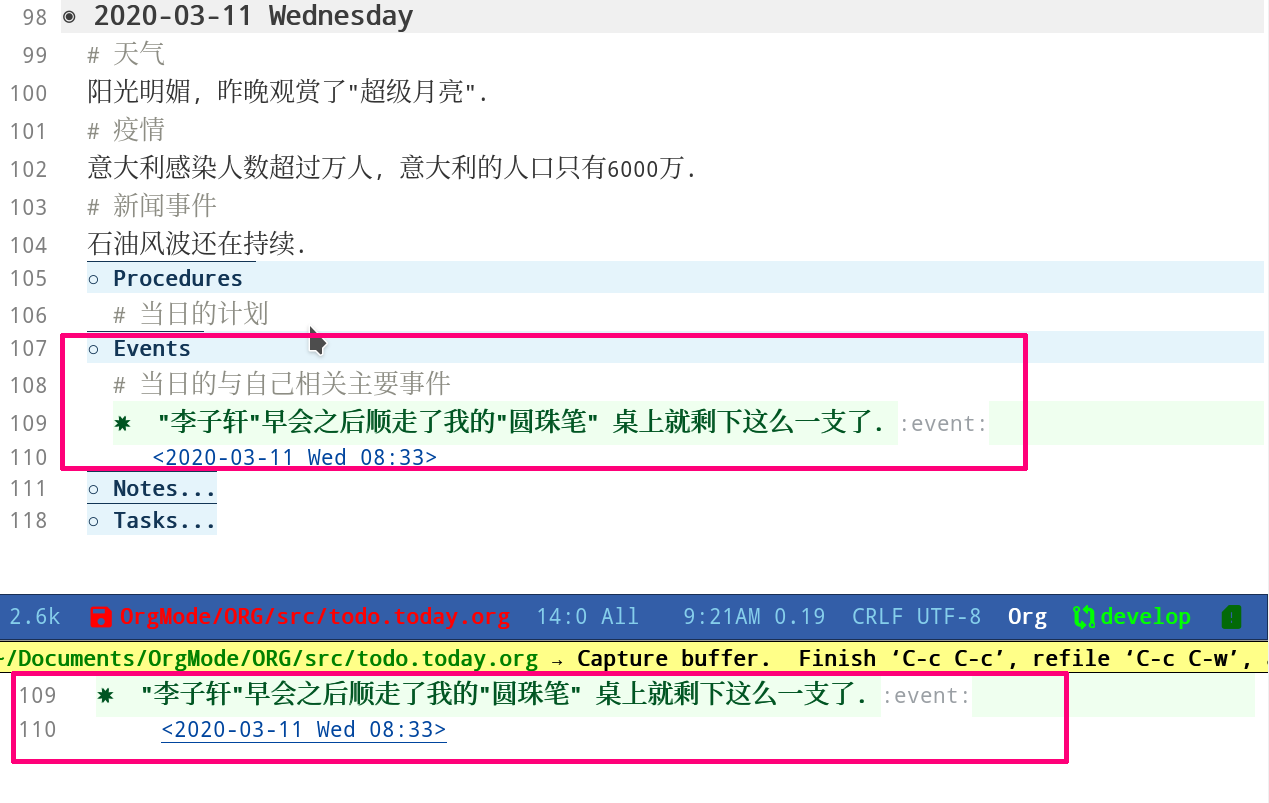 98 ◉ 2020-03-11 Wednesday
99 # 天气
100 阳光明媚, 昨晚观赏了"超级月亮".
101 # 疫情
102 意大利感染人数超过万人, 意大利的人口只有6000万.
103 # 新闻事件
104 石油风波还在持续.
105 ○ Procedures
106 # 当日的计划
107 ○ Events
108 # 当日的与自己相关主要事件
109 ✸ "李子轩"早会之后顺走了我的"圆珠笔" 桌上就剩下这么一支了. :event:
110 <2020-03-11 Wed 08:33>
111 ○ Notes...
118 ○ Tasks...
2.6k OrgMode/ORG/src/todo.today.org 14:0 All 9:21AM 0.19 CRLF UTF-8 Org develop
~/Documents/OrgMode/ORG/src/todo.today.org → Capture buffer. Finish ‘C-c C-c’, refile ‘C-c C-w’,
109 ✸ "李子轩"早会之后顺走了我的"圆珠笔" 桌上就剩下这么一支了. :event:
110 <2020-03-11 Wed 08:33>